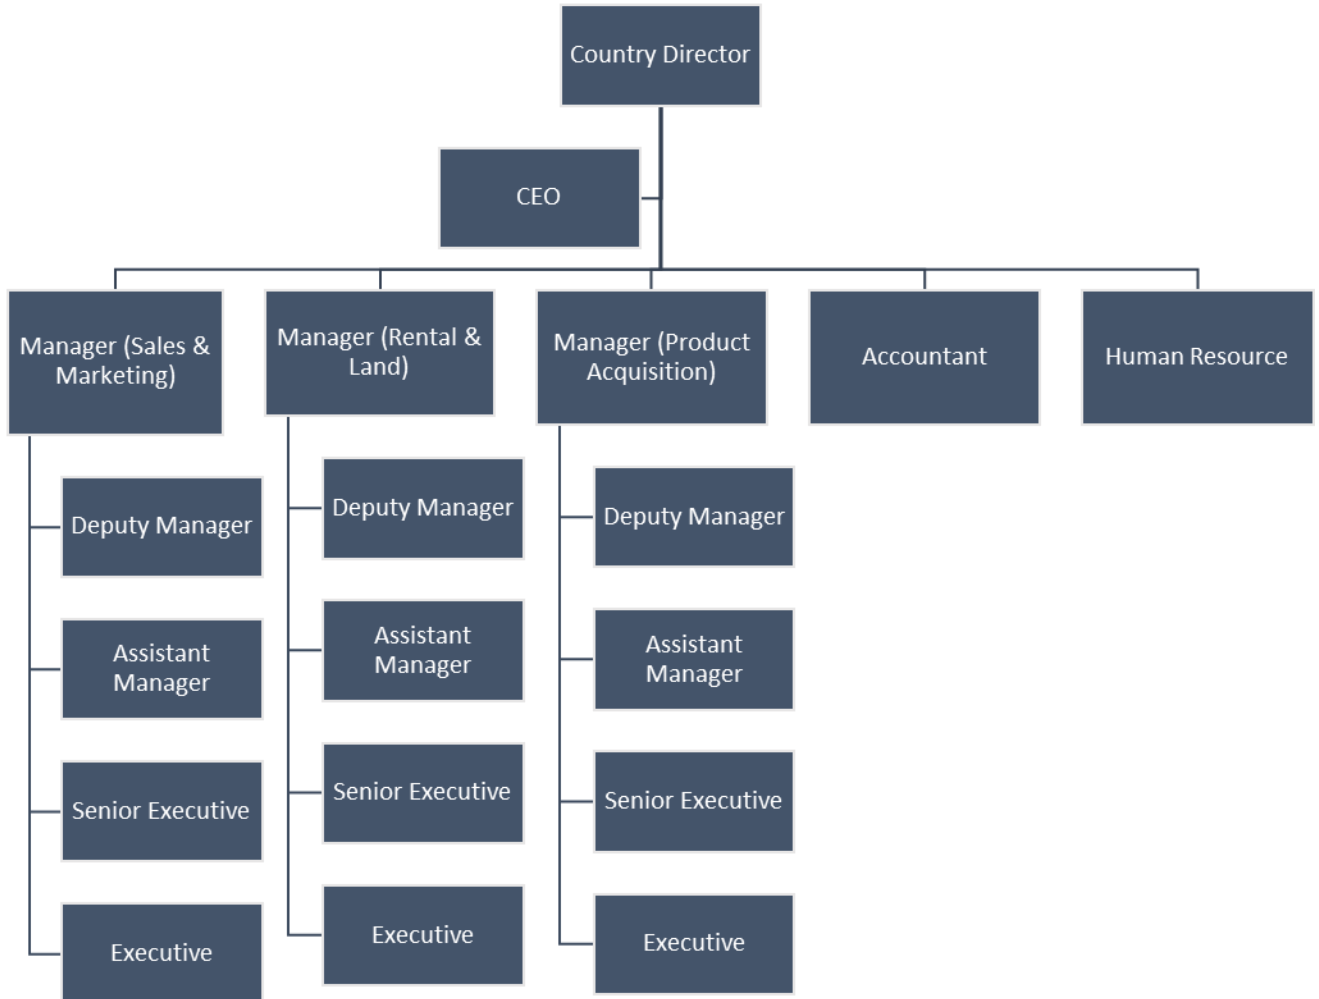 Country Director
CEO
Manager (Sales &
Marketing)
Manager (Rental &
Land)
Manager (Product
Acquisition)
Accountant
Human Resource
Deputy Manager
Assistant
Manager
Senior Executive
Executive
Deputy Manager
Assistant
Manager
Senior Executive
Executive
Deputy Manager
Assistant
Manager
Senior Executive
Executive